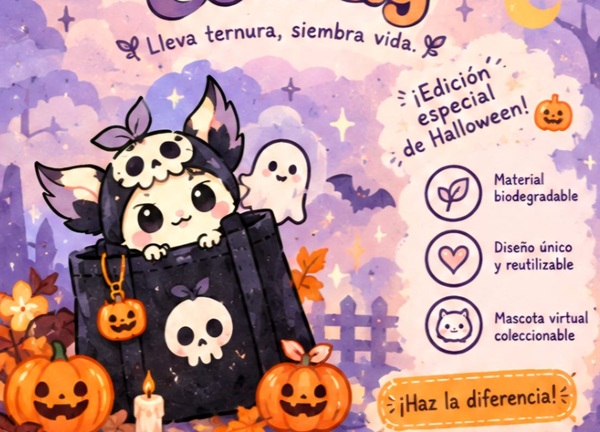 Lleva ternura, siembra vida.
¡Edición
especial
de Halloween!
Material
biodegradable
Diseño único
y reutilizable
Mascota virtual
coleccionable
¡Haz la diferencia!